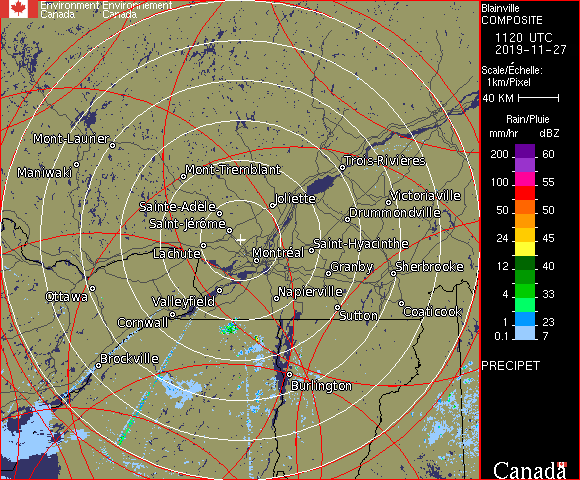 Environment Environnement
Canada Canada
Blainville
COMPOSITE
1120 UTC
2019-11-27
Scale/Échelle:
1km/Pixel
40 KM
Rain/Pluie
mm/hr dBZ
200 60
100 55
50 50
24 45
12 40
4 33
1 23
0.1 7
PRECIPET
Canada
Mont-Laurier
Maniwaki
Mont-Tremblant
Trois-Rivières
Joliette
Victoriaville
Sainte-Adèle
Drummondville
Saint-Jérôme
Lachute
Montréal
Saint-Hyacinthe
Granby
Sherbrooke
Ottawa
Valleyfield
Napierville
Cornwall
Sutton
Coaticook
Brockville
Burlington